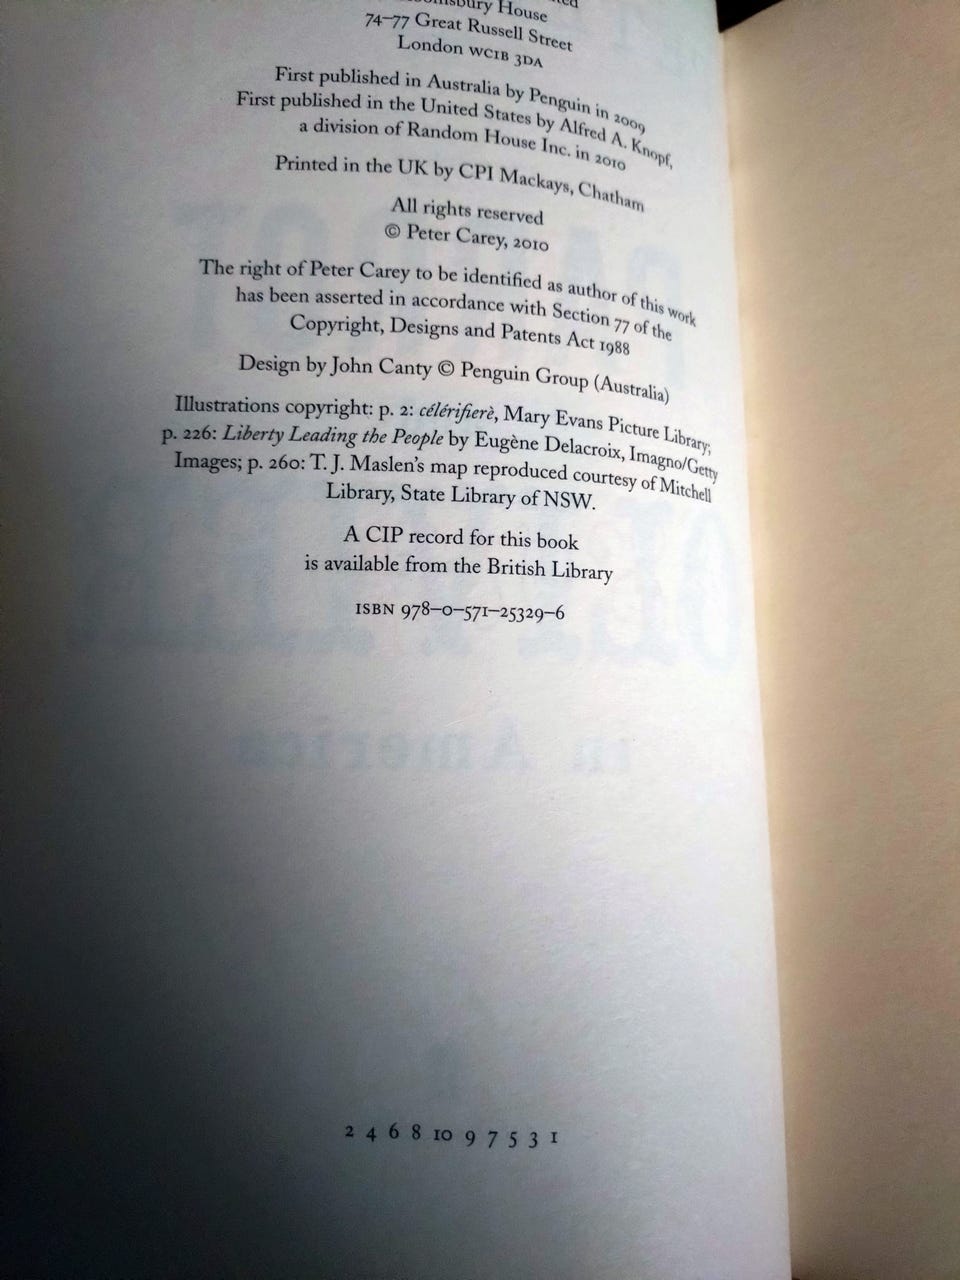 House
74–77 Great Russell Street
London WC1B 3DA
First published in Australia by Penguin in 2009
First published in the United States by Alfred A. Knopf,
a division of Random House Inc. in 2010
Printed in the UK by CPI Mackays, Chatham
All rights reserved
© Peter Carey, 2010
The right of Peter Carey to be identified as author of this work
has been asserted in accordance with Section 77 of the
Copyright, Designs and Patents Act 1988
Design by John Canty © Penguin Group (Australia)
Illustrations copyright: p. 2: célérifierè, Mary Evans Picture Library;
p. 226: Liberty Leading the People by Eugène Delacroix, Imagno/Getty
Images; p. 260: T. J. Maslen's map reproduced courtesy of Mitchell
Library, State Library of NSW.
A CIP record for this book
is available from the British Library
ISBN 978–0–571–25329–6
in America
2 4 6 8 10 9 7 5 3 1